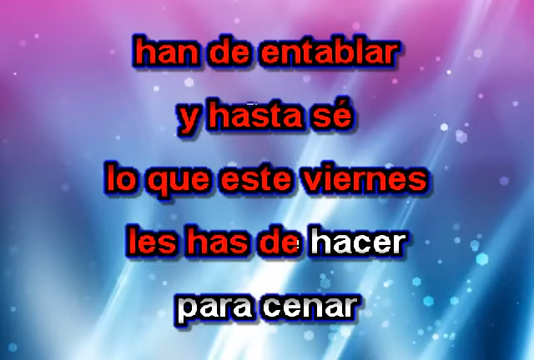 han de entablar
y hasta sé
lo que este viernes
les has de hacer
para cenar